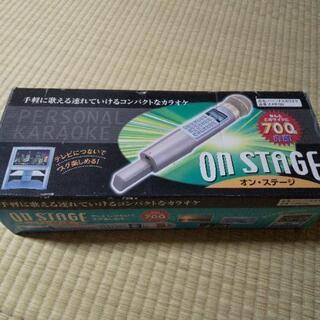 手軽に歌える連れていけるコンパクトなカラオケ
PERSONAL
KARAOKE
テレビにつないで
スグ楽しめる!
700
ON STAGE
オン・ステージ
手軽に歌える連れていけるコンパクトなカラオケ
ON STAGE
700